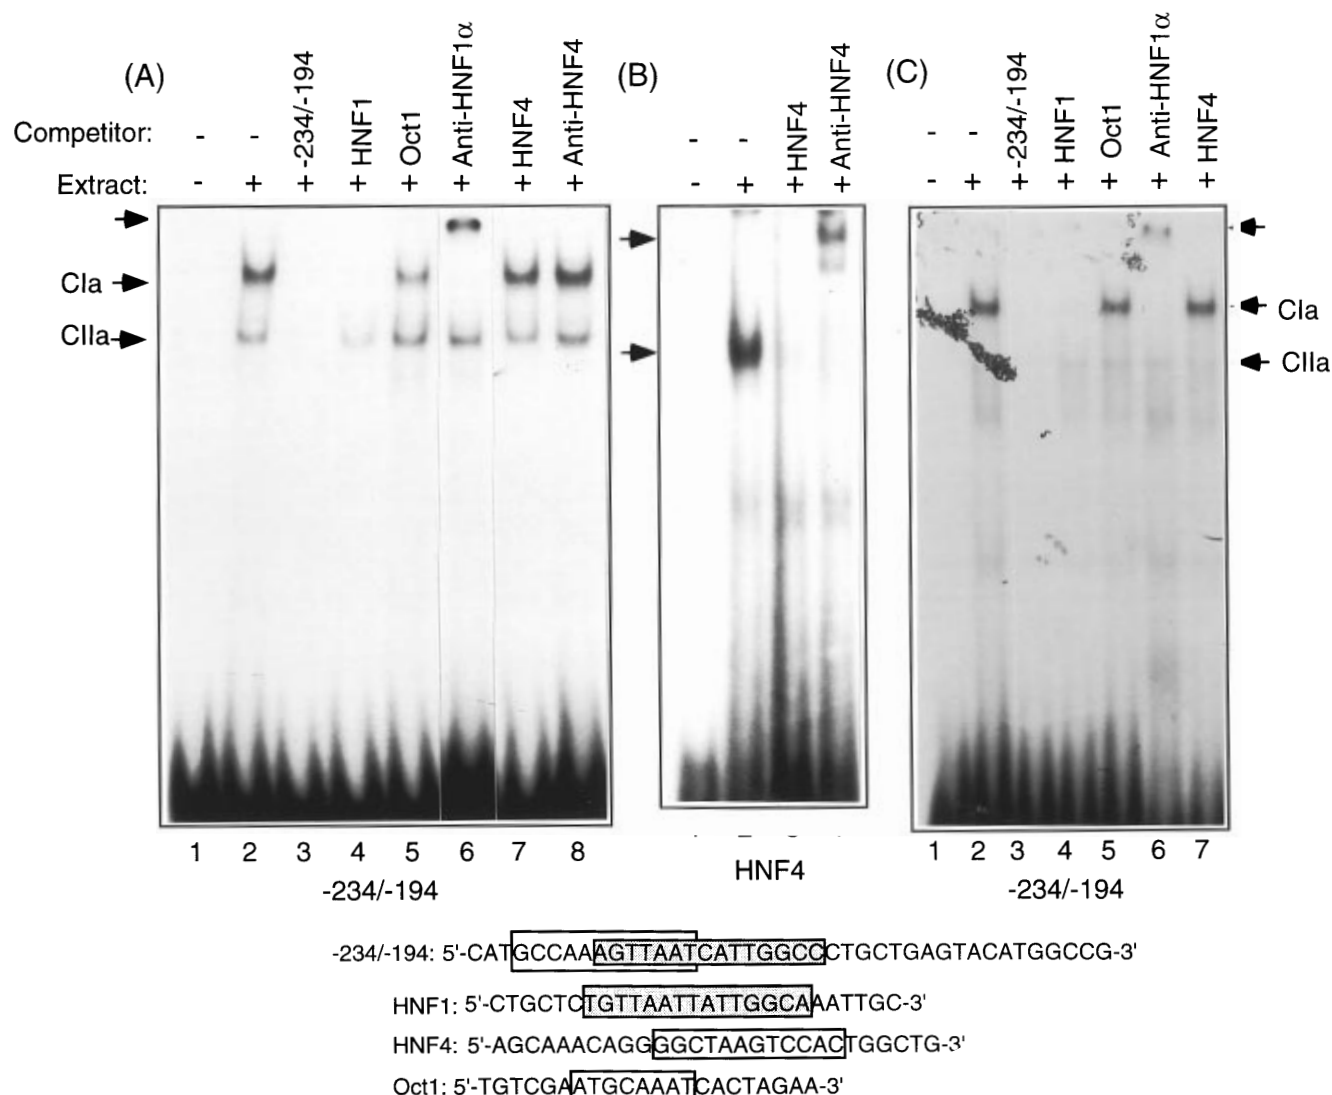 (A) (B) (C)
Competitor: - - -234/-194 HNF1 Oct1 Anti-HNF1α HNF4 Anti-HNF4 - - HNF4 Anti-HNF4 - - -234/-194 HNF1 Oct1 Anti-HNF1α HNF4
Extract: - + + + + + + + - + + + - + + + + + +
CIa CIa
CIIa CIIa
1 2 3 4 5 6 7 8 1 2 3 4 5 6 7
-234/-194 HNF4 -234/-194
-234/-194: 5'-CATGCCAAAGTTAATCATTGGCCCCTGCTGAGTACATGGCCG-3'
HNF1: 5'-CTGCTCTGTTAATTATTGGCAAATTGC-3'
HNF4: 5'-AGCAAACAGGGGCTAAGTCCACTGGCTG-3'
Oct1: 5'-TGTCGAATGCAAATCACTAGAA-3'